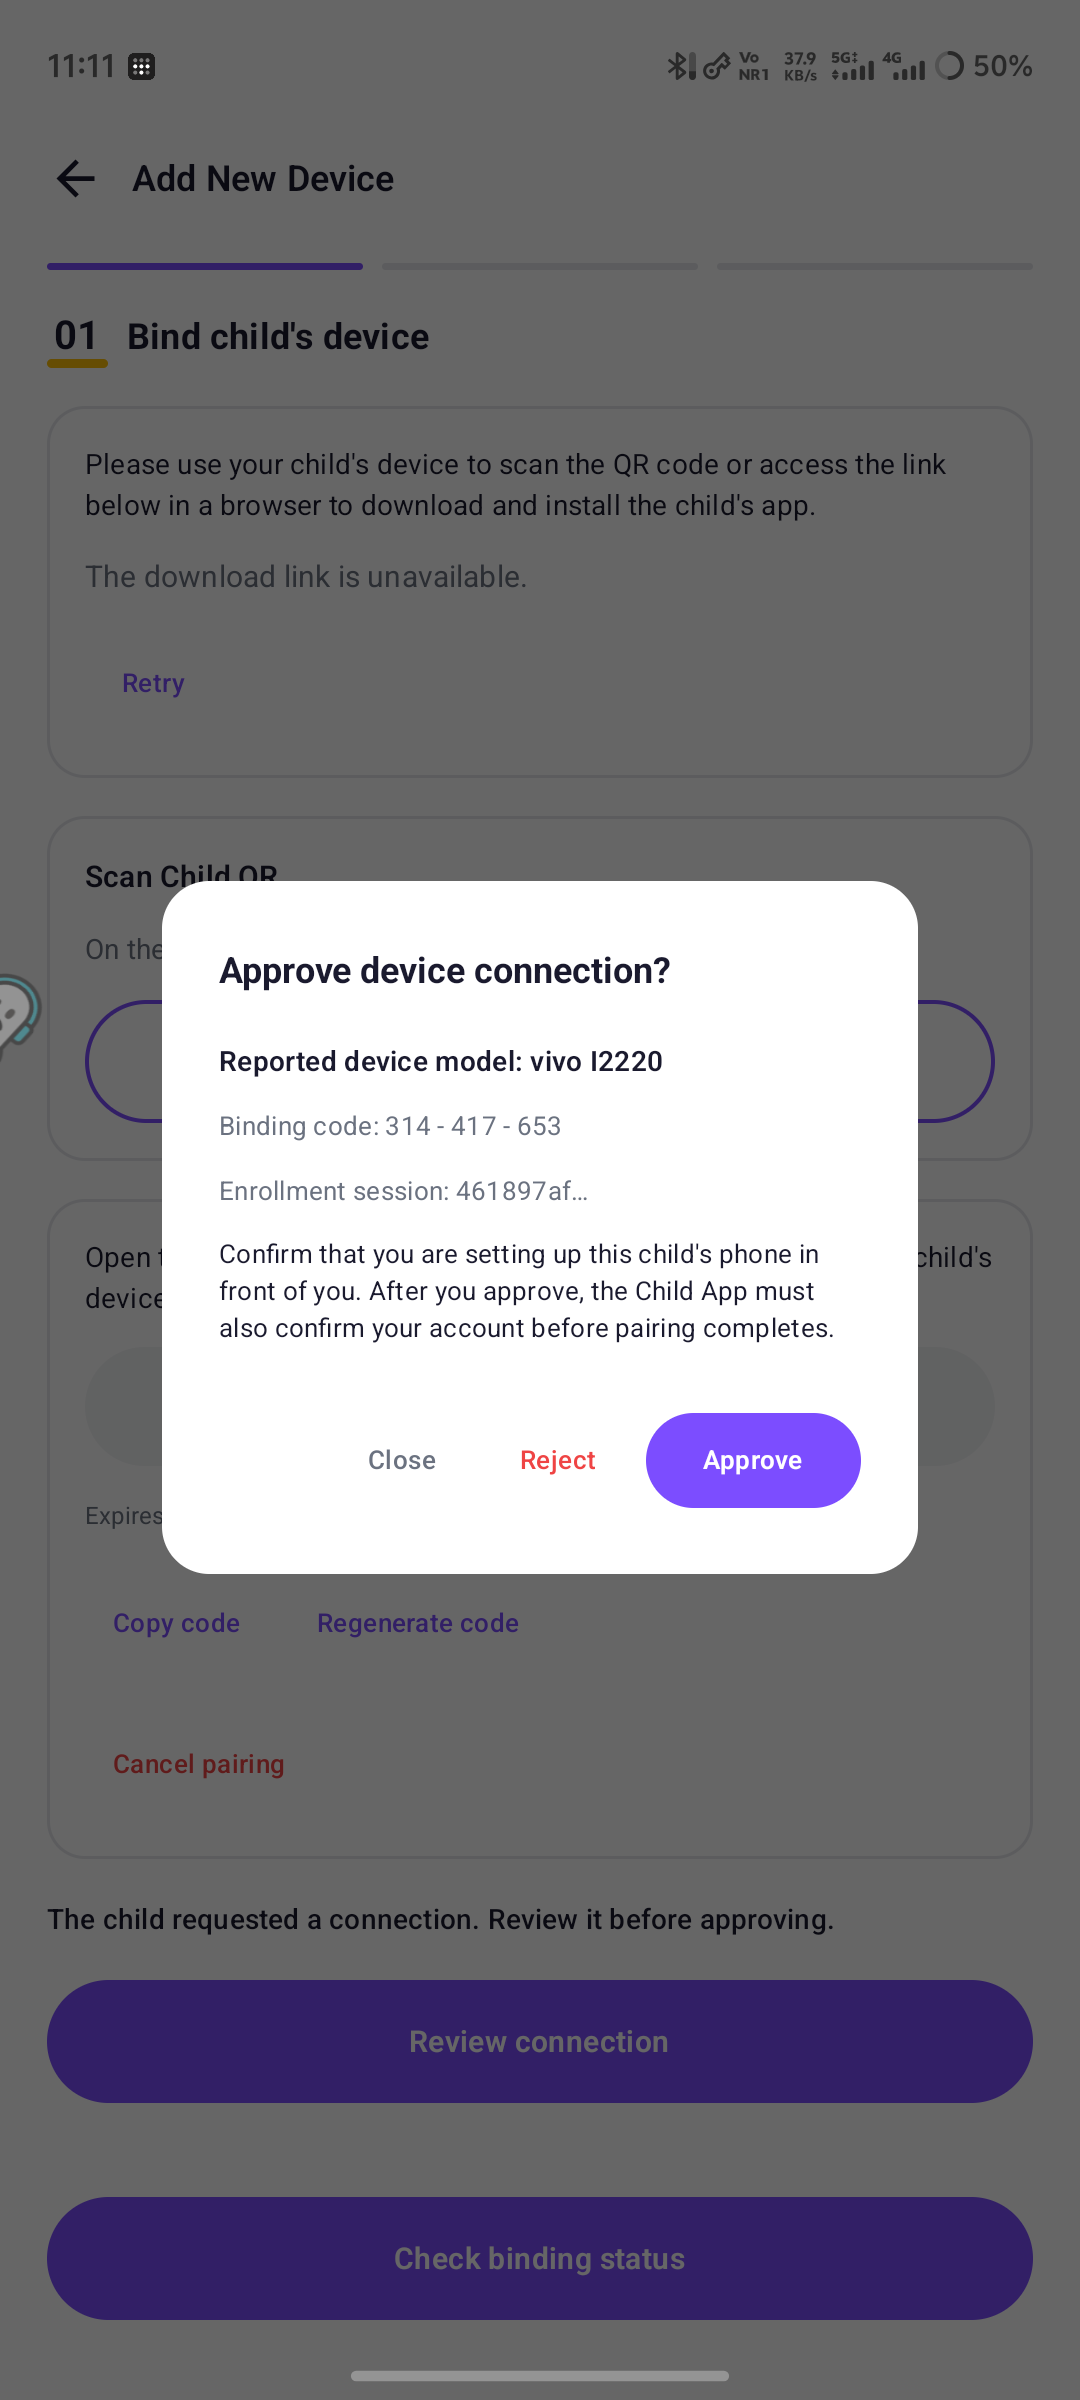 11:11
Vo
NR1
37.9
KB/s
5G
4G
50%
Add New Device
01 Bind child's device
Please use your child's device to scan the QR code or access the link
below in a browser to download and install the child's app.
The download link is unavailable.
Retry
Scan Child QR
On the
Approve device connection?
Reported device model: vivo I2220
Binding code: 314 - 417 - 653
Enrollment session: 461897af...
Open
child's
device
Confirm that you are setting up this child's phone in
front of you. After you approve, the Child App must
also confirm your account before pairing completes.
Close
Reject
Approve
Expires
Copy code
Regenerate code
Cancel pairing
The child requested a connection. Review it before approving.
Review connection
Check binding status